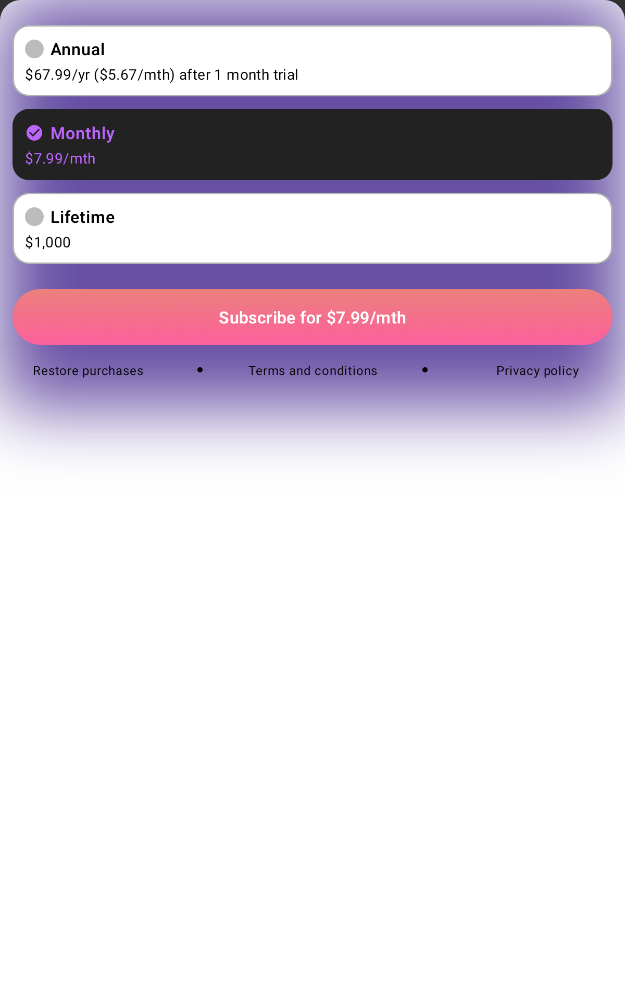 Annual
$67.99/yr ($5.67/mth) after 1 month trial
Monthly
$7.99/mth
Lifetime
$1,000
Subscribe for $7.99/mth
Restore purchases • Terms and conditions • Privacy policy